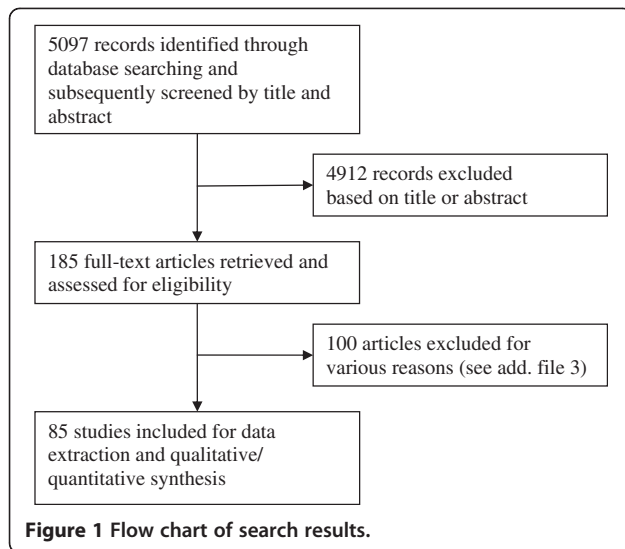 5097 records identified through
database searching and
subsequently screened by title and
abstract
4912 records excluded
based on title or abstract
185 full-text articles retrieved and
assessed for eligibility
100 articles excluded for
various reasons (see add. file 3)
85 studies included for data
extraction and qualitative/
quantitative synthesis
Figure 1 Flow chart of search results.